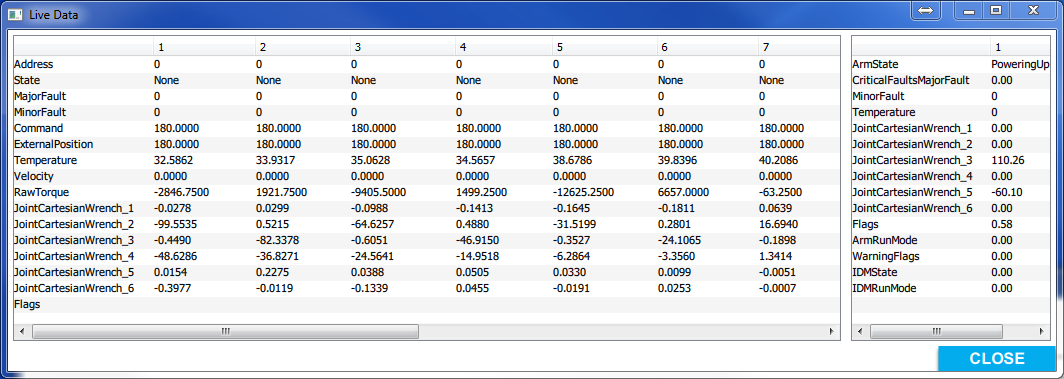 Live Data
1 2 3 4 5 6 7
Address 0 0 0 0 0 0 0
State None None None None None None None
MajorFault 0 0 0 0 0 0 0
MinorFault 0 0 0 0 0 0 0
Command 180.0000 180.0000 180.0000 180.0000 180.0000 180.0000 180.0000
ExternalPosition 180.0000 180.0000 180.0000 180.0000 180.0000 180.0000 180.0000
Temperature 32.5862 33.9317 35.0628 34.5657 38.6786 39.8396 40.2086
Velocity 0.0000 0.0000 0.0000 0.0000 0.0000 0.0000 0.0000
RawTorque -2846.7500 1921.7500 -9405.5000 1499.2500 -12625.2500 6657.0000 -63.2500
JointCartesianWrench_1 -0.0278 0.0299 -0.0988 -0.1413 -0.1645 -0.1811 0.0639
JointCartesianWrench_2 -99.5535 0.5215 -64.6257 0.4880 -31.5199 0.2801 16.6940
JointCartesianWrench_3 -0.4490 -82.3378 -0.6051 -46.9150 -0.3527 -24.1065 -0.1898
JointCartesianWrench_4 -48.6286 -36.8271 -24.5641 -14.9518 -6.2864 -3.3560 1.3414
JointCartesianWrench_5 0.0154 0.2275 0.0388 0.0505 0.0330 0.0099 -0.0051
JointCartesianWrench_6 -0.3977 -0.0119 -0.1339 0.0455 -0.0191 0.0253 -0.0007
Flags
1
ArmState PoweringUp
CriticalFaultsMajorFault 0.00
MinorFault 0
Temperature 0
JointCartesianWrench_1 0.00
JointCartesianWrench_2 0.00
JointCartesianWrench_3 110.26
JointCartesianWrench_4 0.00
JointCartesianWrench_5 -60.10
JointCartesianWrench_6 0.00
Flags 0.58
ArmRunMode 0.00
WarningFlags 0.00
IDMState 0.00
IDMRunMode 0.00
CLOSE